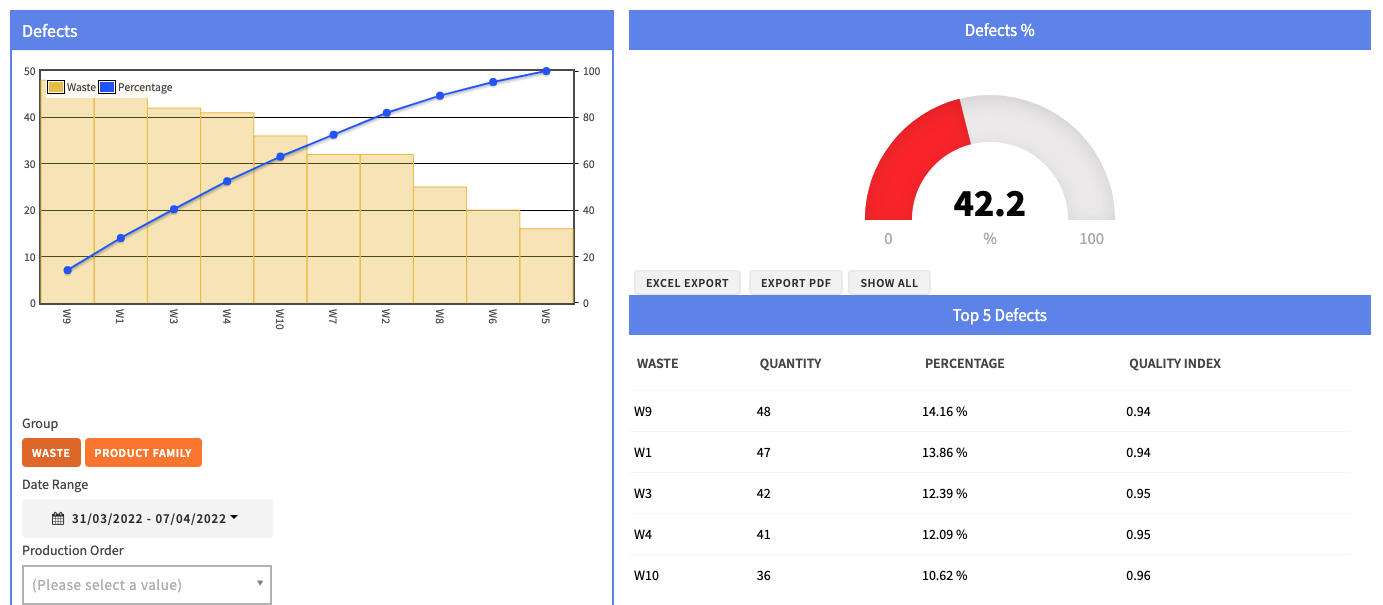 Defects
50 100
Waste Percentage
40 80
30 60
20 40
10 20
0 0
W9 W1 W3 W4 W10 W7 W2 W8 W6 W5
Group
WASTE PRODUCT FAMILY
Date Range
31/03/2022 - 07/04/2022
Production Order
(Please select a value)
Defects %
42.2
0 % 100
EXCEL EXPORT EXPORT PDF SHOW ALL
Top 5 Defects
WASTE QUANTITY PERCENTAGE QUALITY INDEX
W9 48 14.16 % 0.94
W1 47 13.86 % 0.94
W3 42 12.39 % 0.95
W4 41 12.09 % 0.95
W10 36 10.62 % 0.96